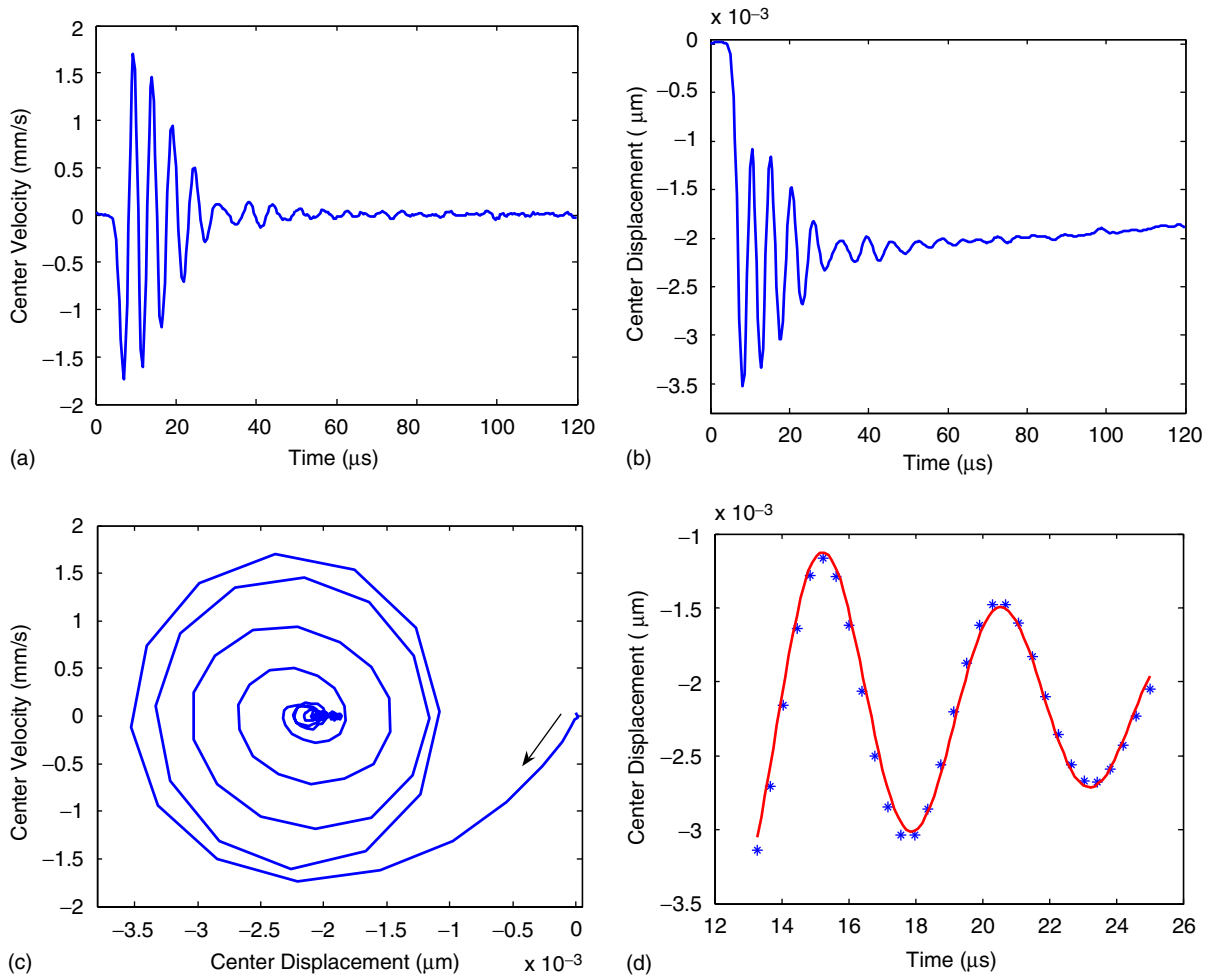 2
1.5
1
0.5
0
−0.5
−1
−1.5
−2
Center Velocity (mm/s)
0 20 40 60 80 100 120
Time (μs)
(a)
x 10−3
0
−0.5
−1
−1.5
−2
−2.5
−3
−3.5
Center Displacement ( μm)
0 20 40 60 80 100 120
Time (μs)
(b)
2
1.5
1
0.5
0
−0.5
−1
−1.5
−2
Center Velocity (mm/s)
−3.5 −3 −2.5 −2 −1.5 −1 −0.5 0
Center Displacement (μm) x 10−3
(c)
x 10−3
−1
−1.5
−2
−2.5
−3
−3.5
Center Displacement ( μm)
12 14 16 18 20 22 24 26
Time (μs)
(d)